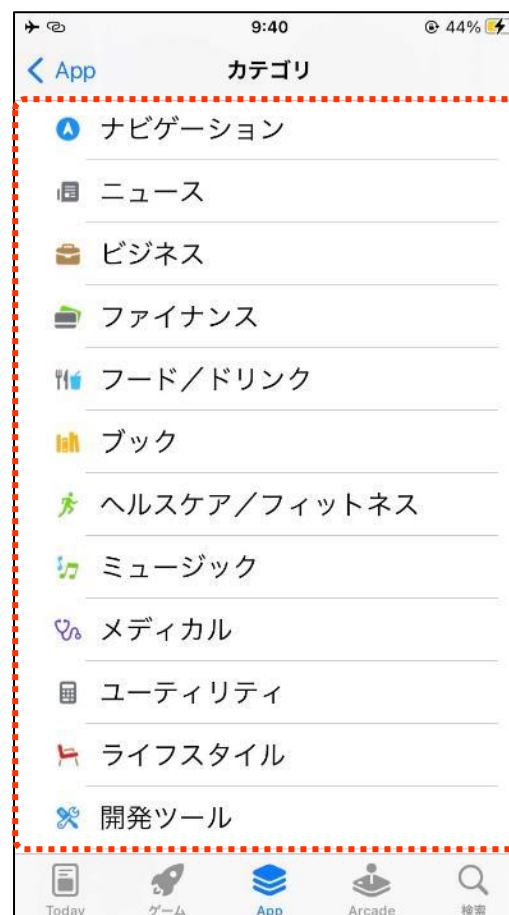 9:40
44%
App
カテゴリ
ナビゲーション
ニュース
ビジネス
ファイナンス
フード／ドリンク
ブック
ヘルスケア／フィットネス
ミュージック
メディカル
ユーティリティ
ライフスタイル
開発ツール
Today
ゲーム
App
Arcade
検索